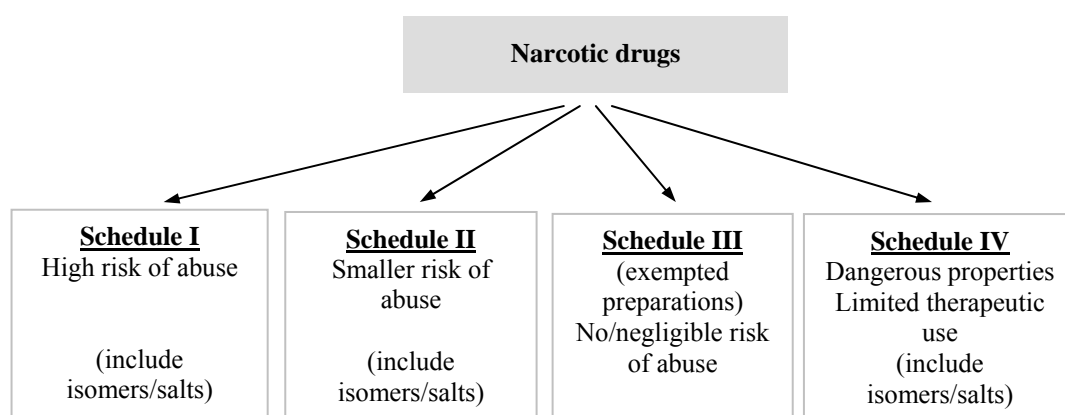 Narcotic drugs
Schedule I
High risk of abuse
(include
isomers/salts)
Schedule II
Smaller risk of
abuse
(include
isomers/salts)
Schedule III
(exempted
preparations)
No/negligible risk
of abuse
Schedule IV
Dangerous properties
Limited therapeutic
use
(include
isomers/salts)